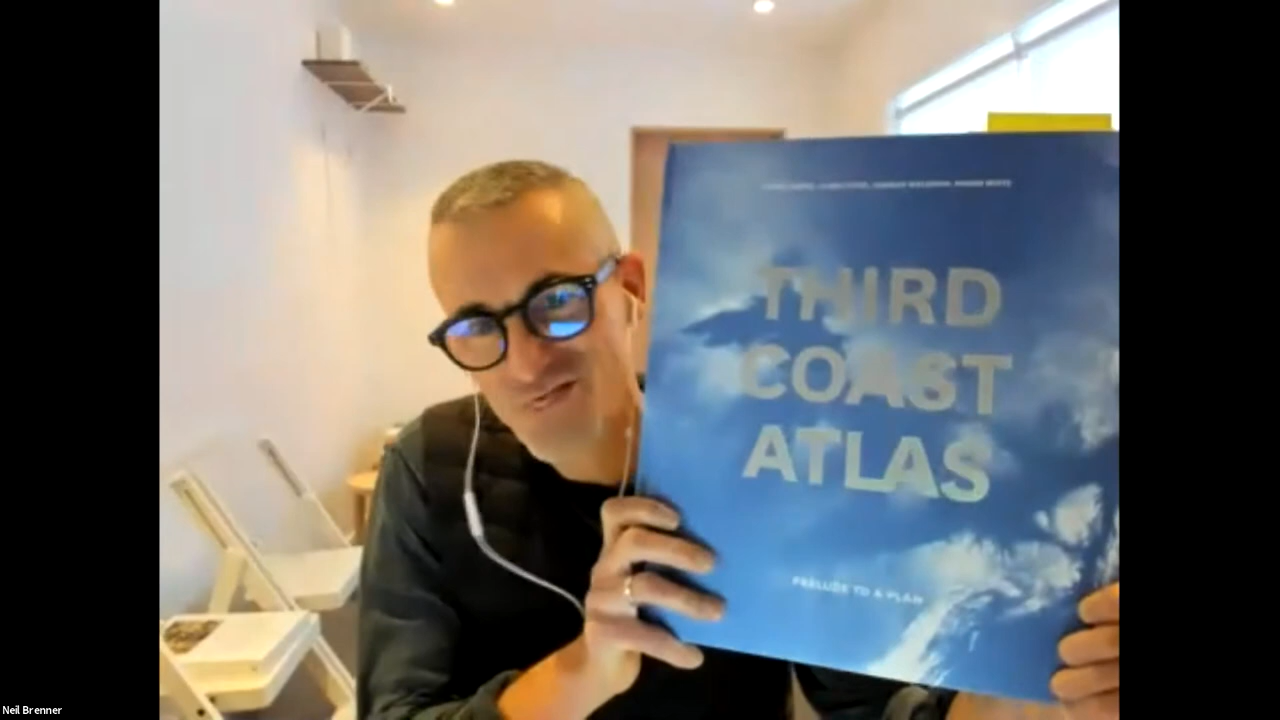 THIRD
COAST
ATLAS
PRELUDE TO A PLAN
Neil Brenner